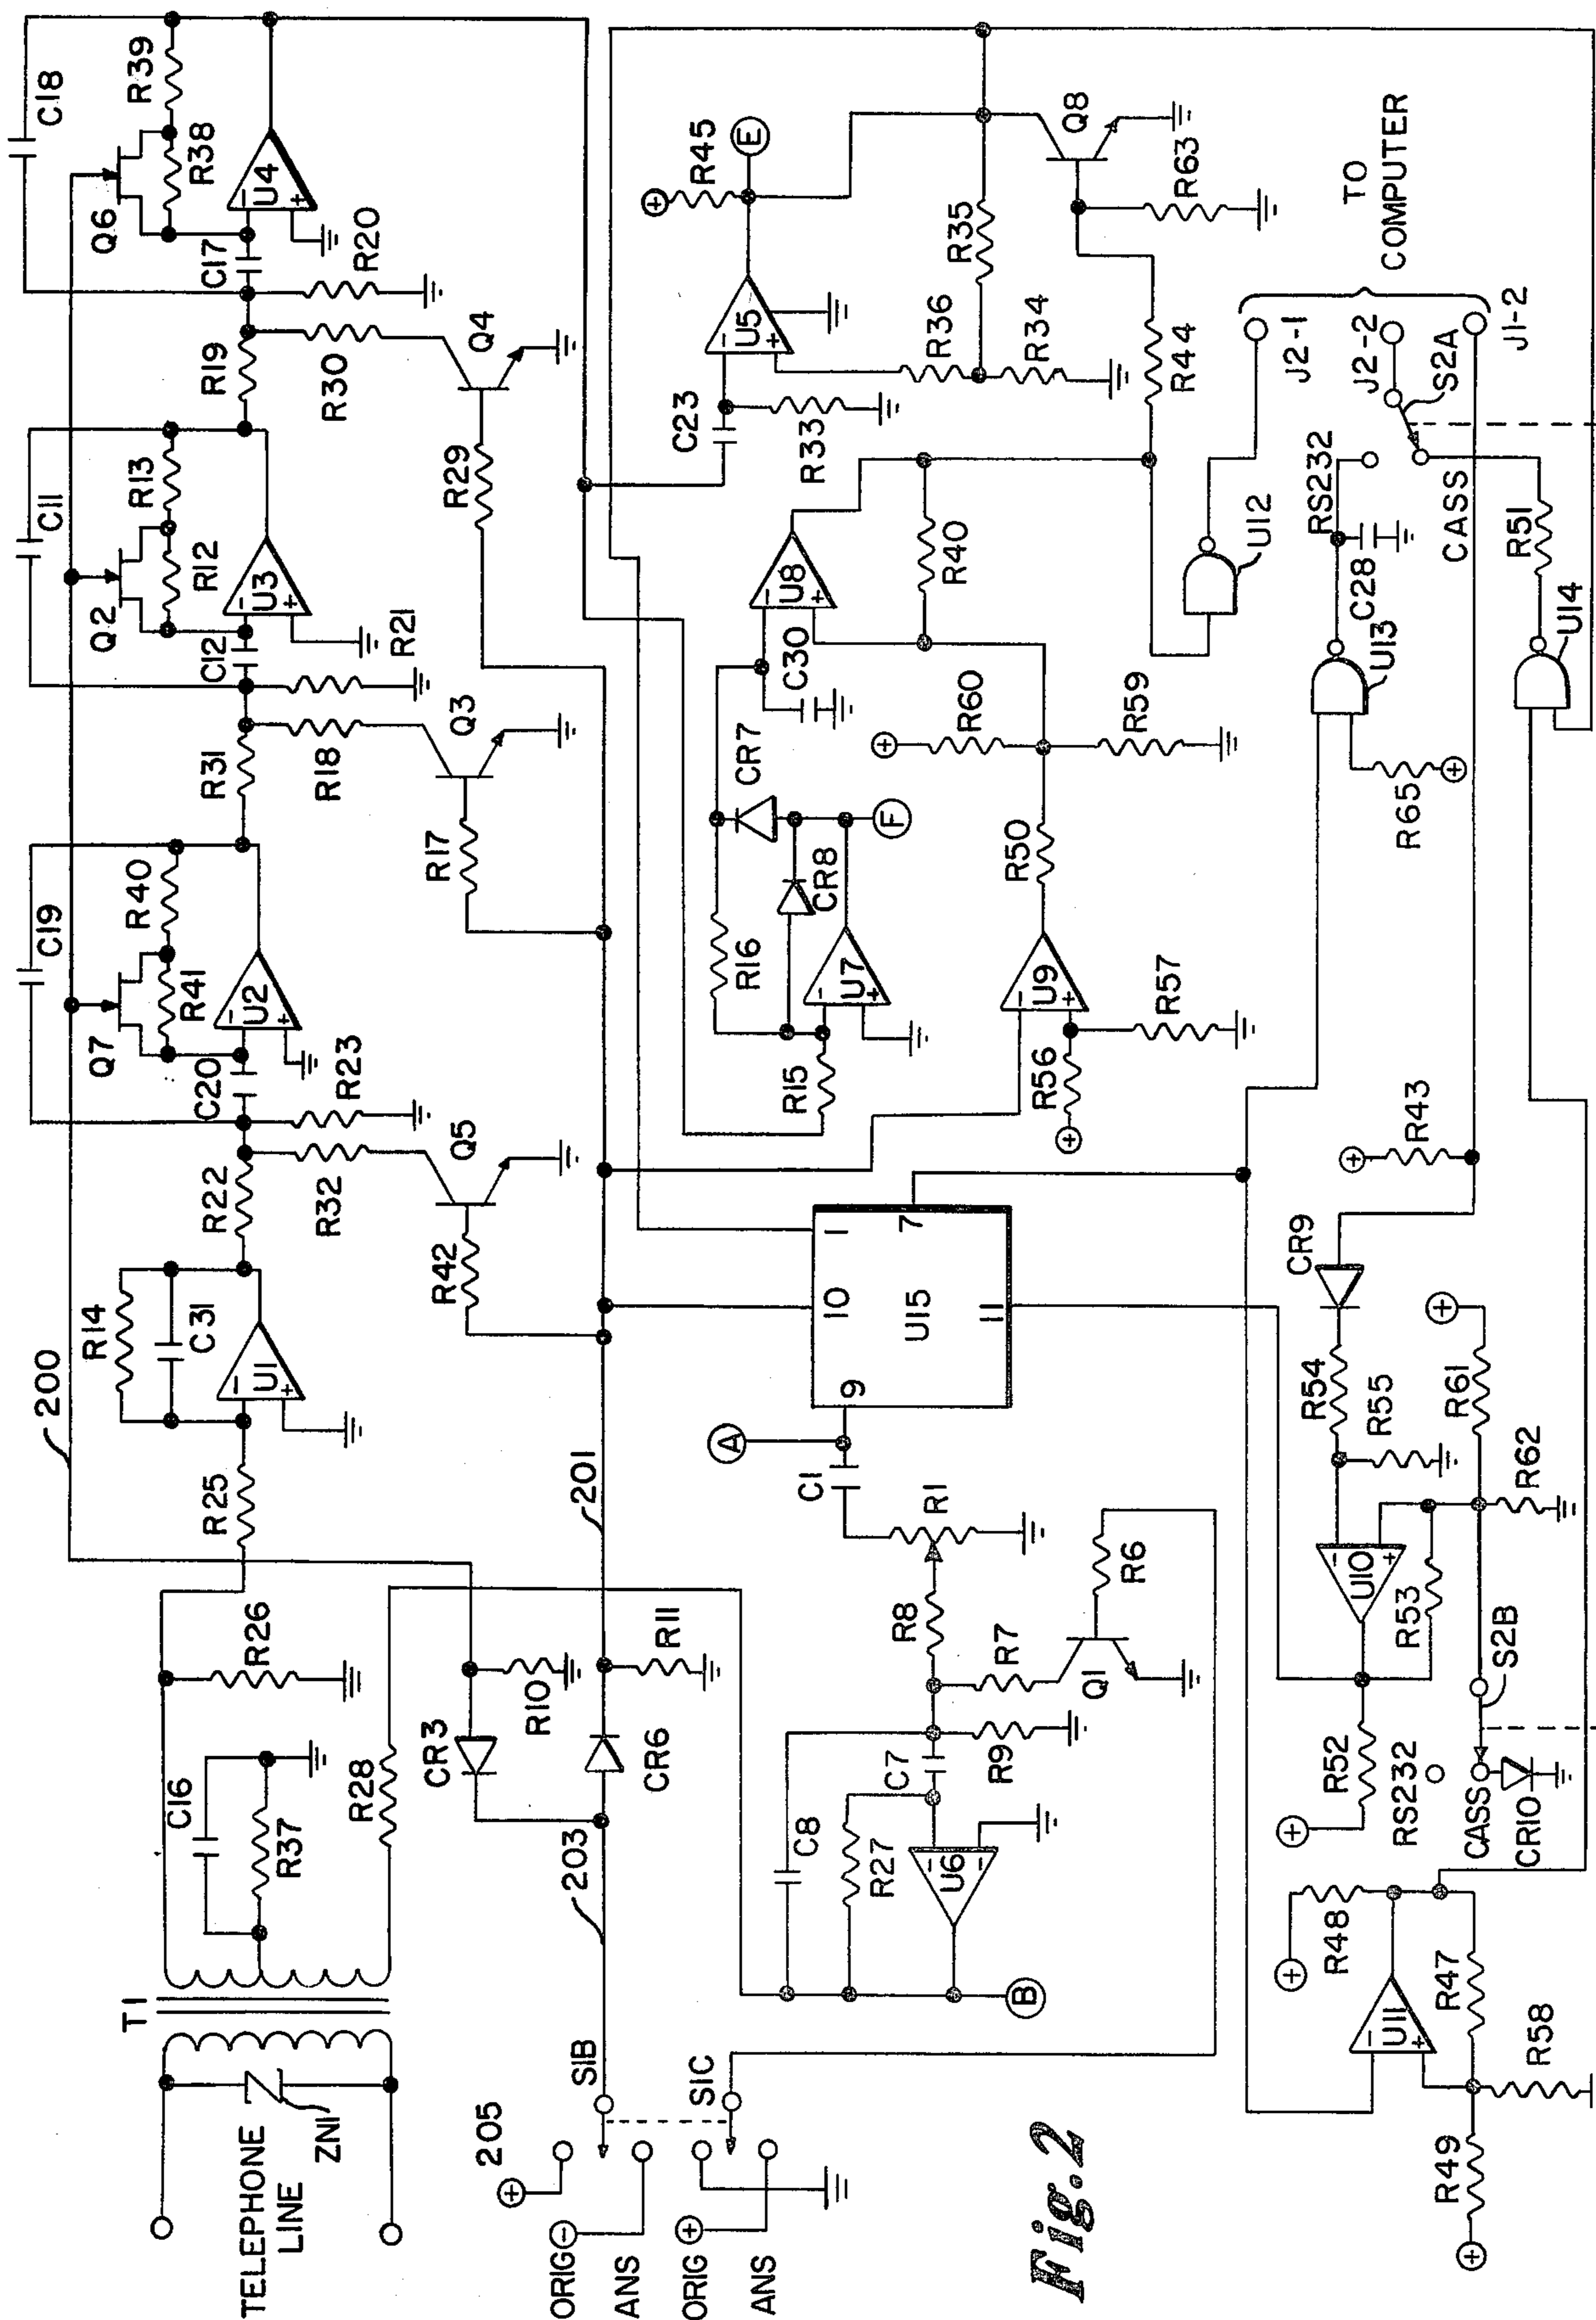 C18
R39
Q6
R38
U4
C17
R20
R19
R30
Q4
C11
R13
Q2
R12
U3
C12
R21
R29
R31
R18
Q3
C19
R40
Q7
R41
U2
C20
R23
R17
R22
R32
Q5
R14
C31
U1
R42
200
R25
201
R26
C16
R37
R28
CR3
R10
R11
CR6
203
T1
TELEPHONE
LINE
ZN1
S1B
S1C
205
ORIG
ANS
ORIG
ANS
R45
E
U5
R35
Q8
R63
R36
R34
C23
R33
R44
TO
COMPUTER
J2-1
J2-2
S2A
J1-2
U8
R40
C30
U12
RS232
CASS
C28
U13
R51
U14
CR7
R60
R59
R65
R16
CR8
F
U7
R15
R50
U9
R57
R56
R43
1
7
10
U15
11
9
A
C1
R1
CR9
R54
R55
R61
R62
R8
R7
R6
Q1
C7
R9
C8
R27
U6
B
U10
R53
S2B
R52
RS232
CASS
CR10
R48
U11
R47
R58
R49
Fig.2